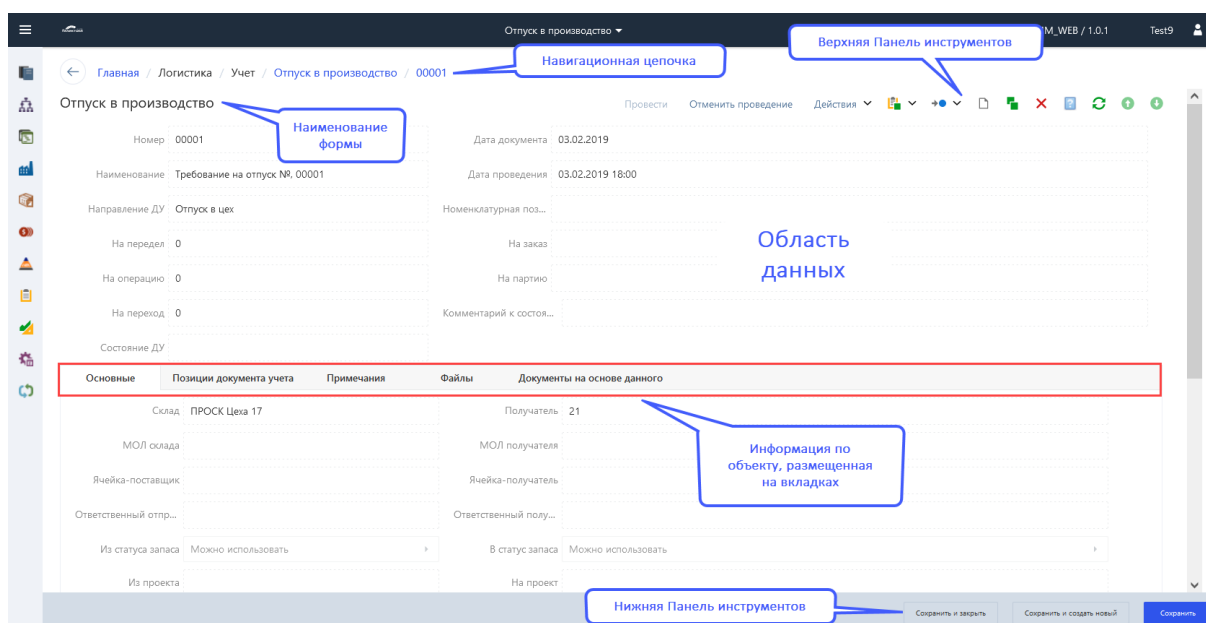 Отпуск в производство
IM_WEB / 1.0.1
Test9
Верхняя Панель инструментов
Навигационная цепочка
Главная / Логистика / Учет / Отпуск в производство / 00001
Отпуск в производство
Провести
Отменить проведение
Действия
Наименование
формы
Номер 00001
Дата документа 03.02.2019
Наименование Требование на отпуск №. 00001
Дата проведения 03.02.2019 18:00
Направление ДУ Отпуск в цех
Номенклатурная поз...
На передел 0
На заказ
Область
данных
На операцию 0
На партию
На переход 0
Комментарий к состоя...
Состояние ДУ
Основные
Позиции документа учета
Примечания
Файлы
Документы на основе данного
Склад ПРОСК Цеха 17
Получатель 21
МОЛ склада
МОЛ получателя
Информация по
объекту, размещенная
на вкладках
Ячейка-поставщик
Ячейка-получатель
Ответственный отпр...
Ответственный полу...
Из статуса запаса Можно использовать
В статус запаса Можно использовать
Из проекта
На проект
Нижняя Панель инструментов
Сохранить и закрыть
Сохранить и создать новый
Сохранить